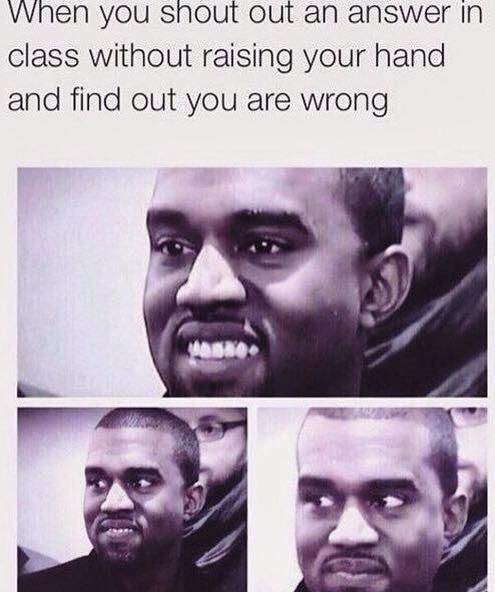 When you shout out an answer in
class without raising your hand
and find out you are wrong